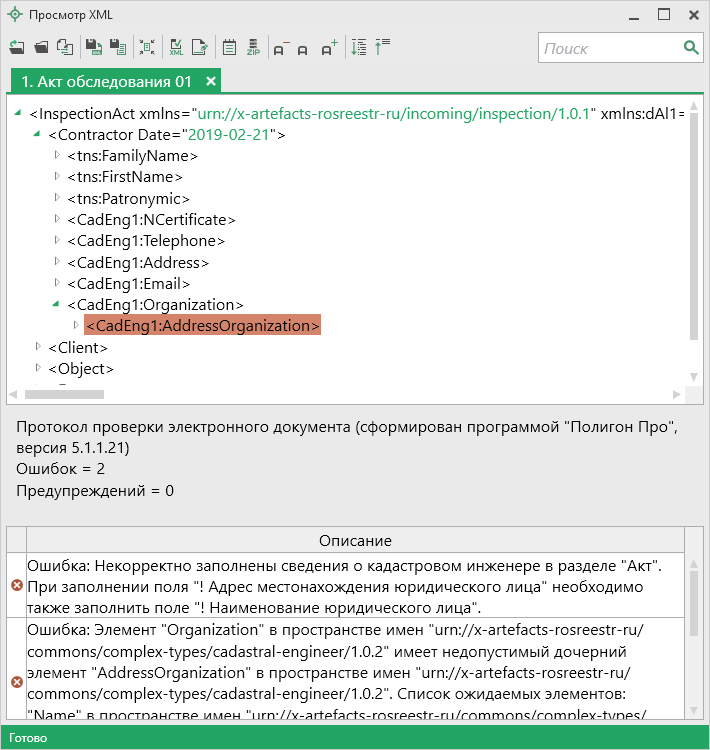 Просмотр XML
XML
ZIP
a
a
a
Поиск
1. Акт обследования 01
<InspectionAct xmlns="urn://x-artefacts-rosreestr-ru/incoming/inspection/1.0.1" xmlns:dAl1=
<Contractor Date="2019-02-21">
<tns:FamilyName>
<tns:FirstName>
<tns:Patronymic>
<CadEng1:NCertificate>
<CadEng1:Telephone>
<CadEng1:Address>
<CadEng1:Email>
<CadEng1:Organization>
<CadEng1:AddressOrganization>
<Client>
<Object>
Протокол проверки электронного документа (сформирован программой "Полигон Про",
версия 5.1.1.21)
Ошибок = 2
Предупреждений = 0
Описание
Ошибка: Некорректно заполнены сведения о кадастровом инженере в разделе "Акт".
При заполнении поля "! Адрес местонахождения юридического лица" необходимо
также заполнить поле "! Наименование юридического лица".
Ошибка: Элемент "Organization" в пространстве имен "urn://x-artefacts-rosreestr-ru/
commons/complex-types/cadastral-engineer/1.0.2" имеет недопустимый дочерний
элемент "AddressOrganization" в пространстве имен "urn://x-artefacts-rosreestr-ru/
commons/complex-types/cadastral-engineer/1.0.2". Список ожидаемых элементов:
"Name" в пространстве имен "urn://x-artefacts-rosreestr-ru/commons/complex-types/
Готово